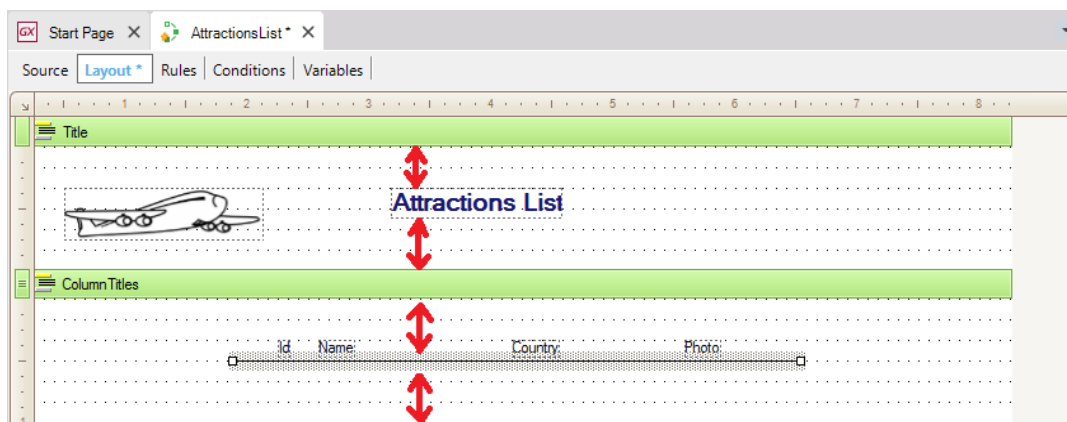 GX Start Page AttractionsList *
Source Layout * Rules Conditions Variables
1 2 3 4 5 6 7 8
Title
Attractions List
ColumnTitles
Id Name: Country: Photo: